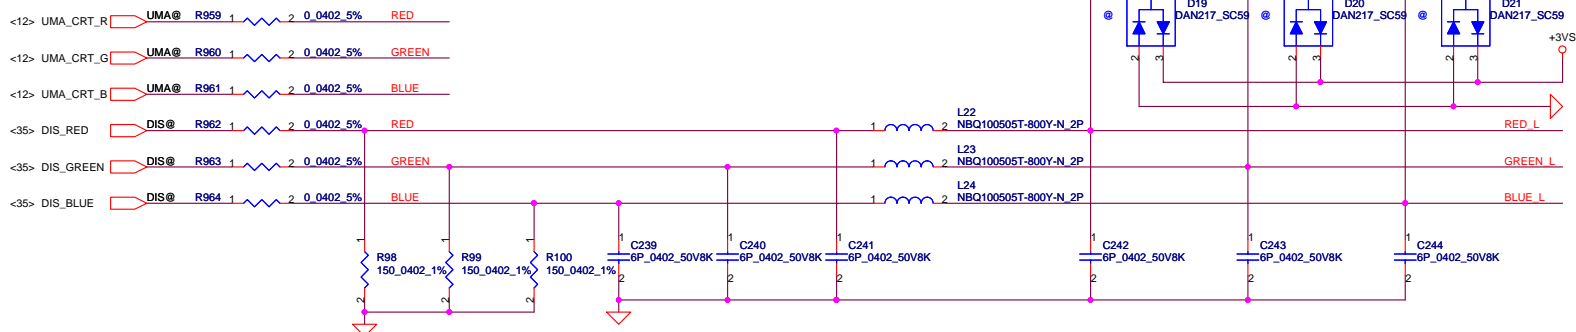 D19 D20 D21
@ DAN217_SC59 @ DAN217_SC59 @ DAN217_SC59
<12> UMA_CRT_R UMA@ R959 1 2 0_0402_5% RED
+3VS
<12> UMA_CRT_G UMA@ R960 1 2 0_0402_5% GREEN
2 3 2 3 2 3
<12> UMA_CRT_B UMA@ R961 1 2 0_0402_5% BLUE
L22
<35> DIS_RED DIS@ R962 1 2 0_0402_5% RED 1 2 NBQ100505T-800Y-N_2P RED_L
L23
<35> DIS_GREEN DIS@ R963 1 2 0_0402_5% GREEN 1 2 NBQ100505T-800Y-N_2P GREEN_L
L24
<35> DIS_BLUE DIS@ R964 1 2 0_0402_5% BLUE 1 2 NBQ100505T-800Y-N_2P BLUE_L
1 1 1 1 1 1 1 1 1
R98 R99 R100 C239 C240 C241 C242 C243 C244
150_0402_1% 150_0402_1% 150_0402_1% 6P_0402_50V8K 6P_0402_50V8K 6P_0402_50V8K 6P_0402_50V8K 6P_0402_50V8K 6P_0402_50V8K
2 2 2 2 2 2 2 2 2